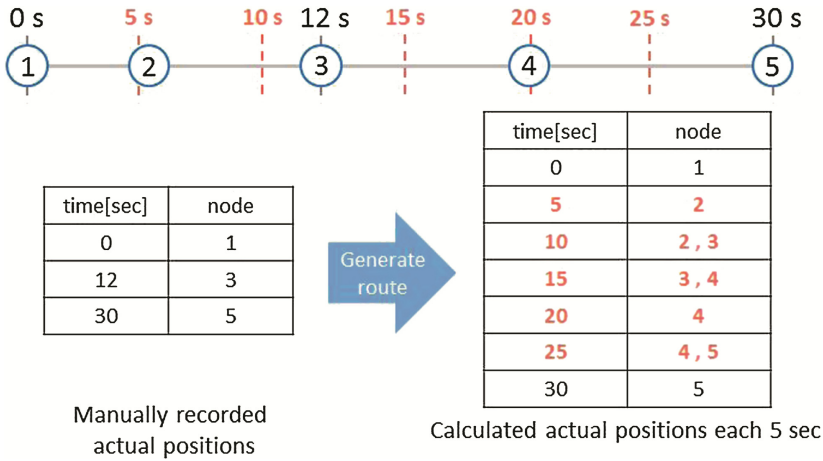 0 s 5 s 10 s 12 s 15 s 20 s 25 s 30 s
1 2 3 4 5
time[sec] node
0 1
12 3
30 5
Manually recorded
actual positions
Generate
route
time[sec] node
0 1
5 2
10 2 , 3
15 3 , 4
20 4
25 4 , 5
30 5
Calculated actual positions each 5 sec